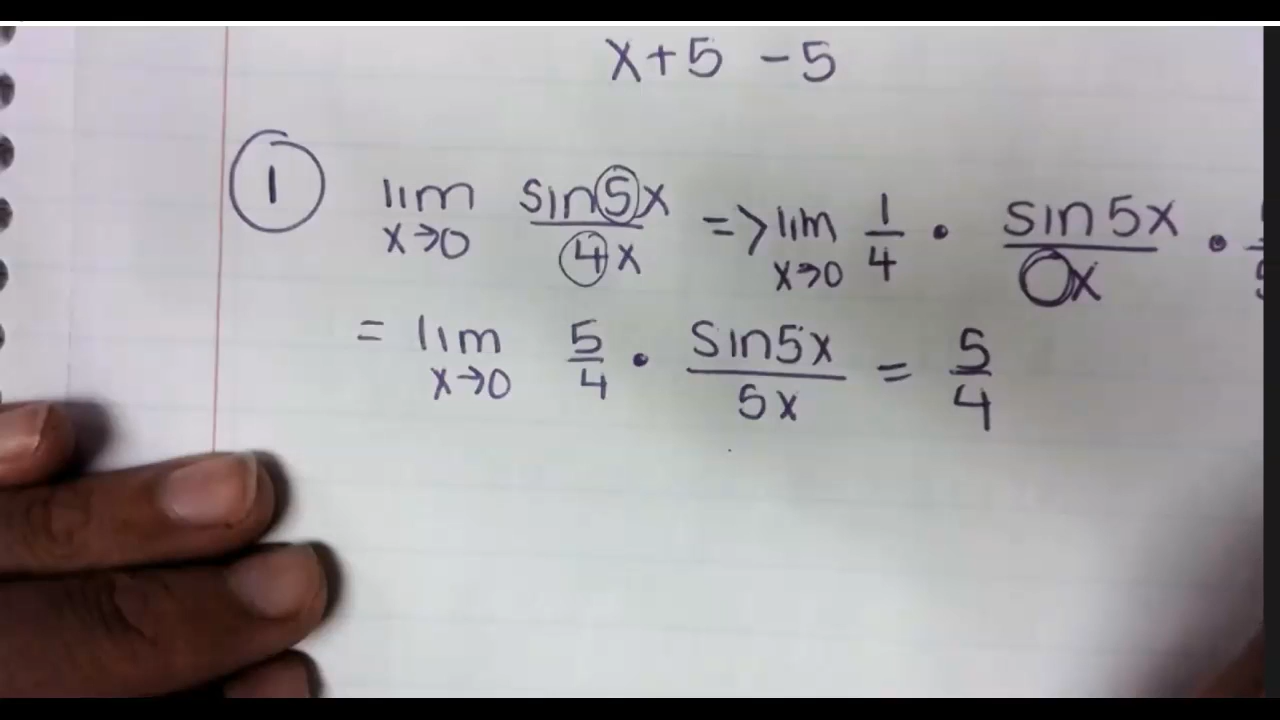 x+5 -5
1 lim x→0 sin5x/4x => lim x→0 1/4 • sin5x/x •
= lim x→0 5/4 • sin5x/5x = 5/4